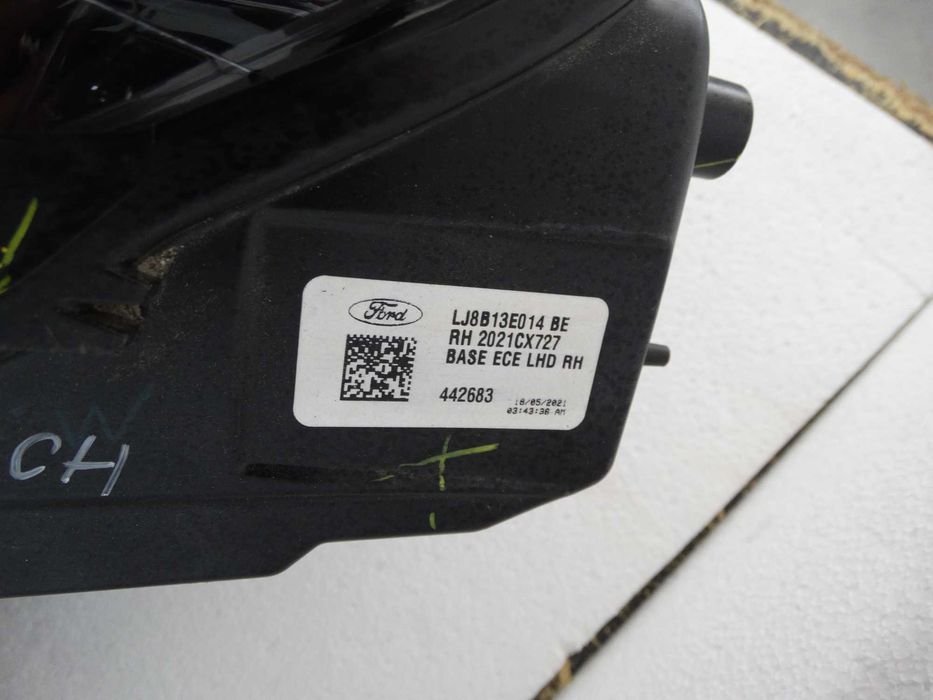 Ford
LJ8B13E014 BE
RH 2021CX727
BASE ECE LHD RH
442683
18/05/2021
03:43:36 AM
CH